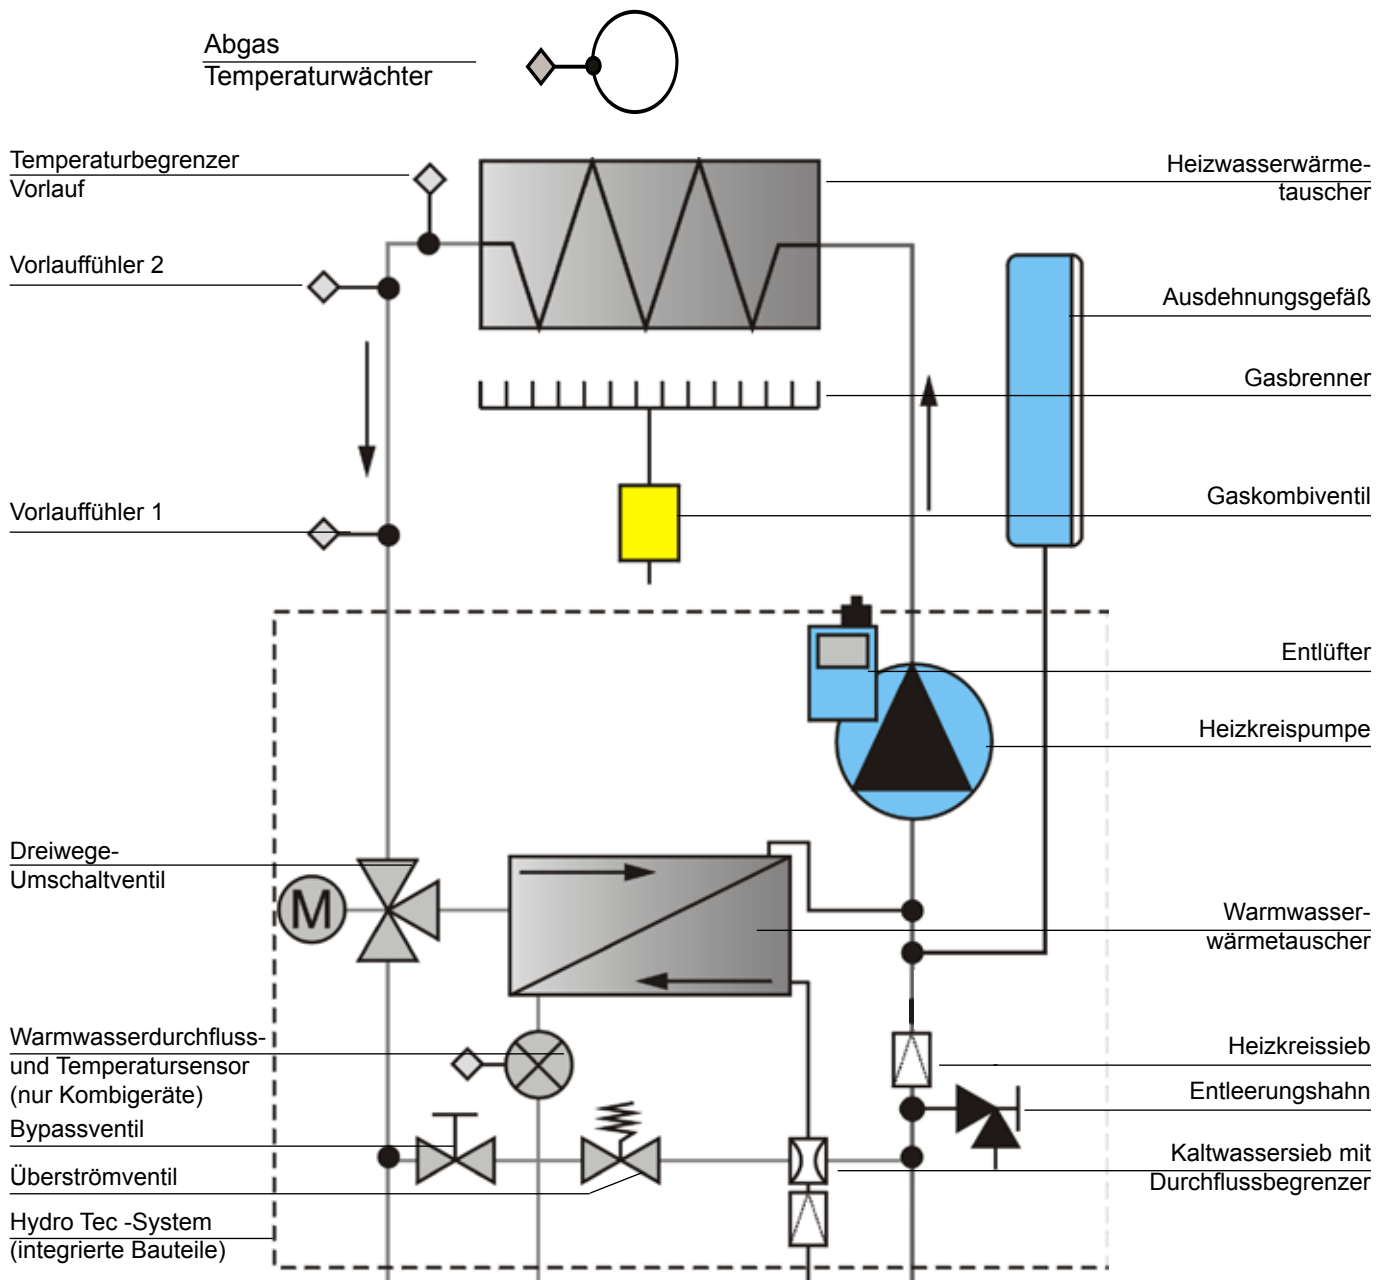 Abgas
Temperaturwächter
Temperaturbegrenzer
Vorlauf
Vorlauffühler 2
Vorlauffühler 1
Dreiwege-
Umschaltventil
M
Warmwasserdurchfluss-
und Temperatursensor
(nur Kombigeräte)
Bypassventil
Überströmventil
Hydro Tec -System
(integrierte Bauteile)
Heizwasserwärme-
tauscher
Ausdehnungsgefäß
Gasbrenner
Gaskombiventil
Entlüfter
Heizkreispumpe
Warmwasser-
wärmetauscher
Heizkreissieb
Entleerungshahn
Kaltwassersieb mit
Durchflussbegrenzer